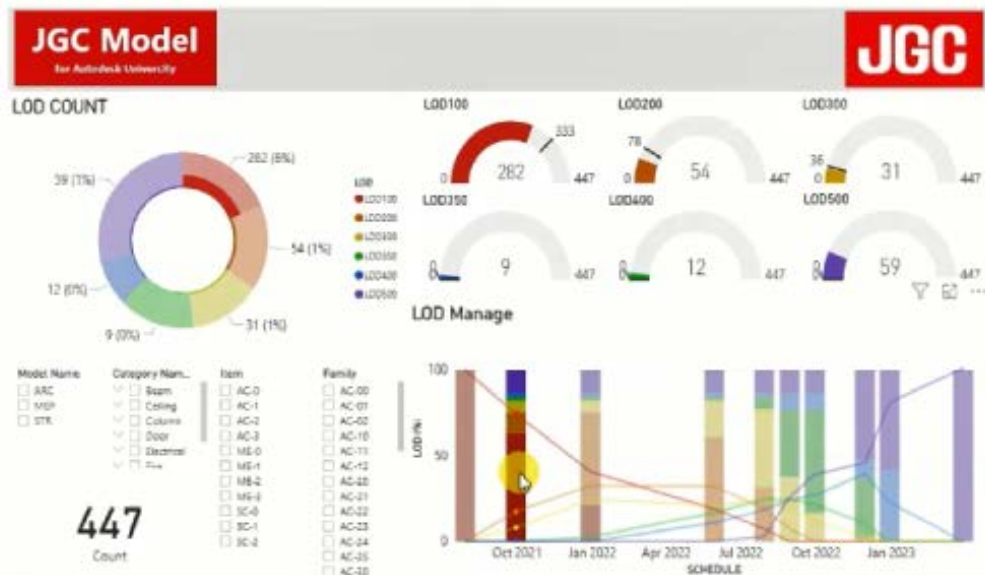 JGC Model
for Autodesk University
JGC
LOD COUNT
282 (6%)
54 (1%)
31 (1%)
9 (0%)
12 (0%)
39 (1%)
LOD
LOD100
LOD200
LOD300
LOD350
LOD400
LOD500
LOD100
333
0
282
447
LOD200
78
0
54
447
LOD300
36
0
31
447
LOD350
0
0
9
447
LOD400
0
0
12
447
LOD500
0
0
59
447
LOD Manage
Model Name
ARC
MEP
STR
Category Nam...
Beam
Ceiling
Column
Door
Electrical
Item
AC-0
AC-1
AC-2
AC-3
ME-0
ME-1
ME-2
ME-3
SC-0
SC-1
SC-2
Family
AC-00
AC-01
AC-02
AC-10
AC-11
AC-12
AC-20
AC-21
AC-22
AC-23
AC-24
AC-25
447
Count
LOD(%)
100
50
0
Oct 2021
Jan 2022
Apr 2022
Jul 2022
Oct 2022
Jan 2023
SCHEDULE